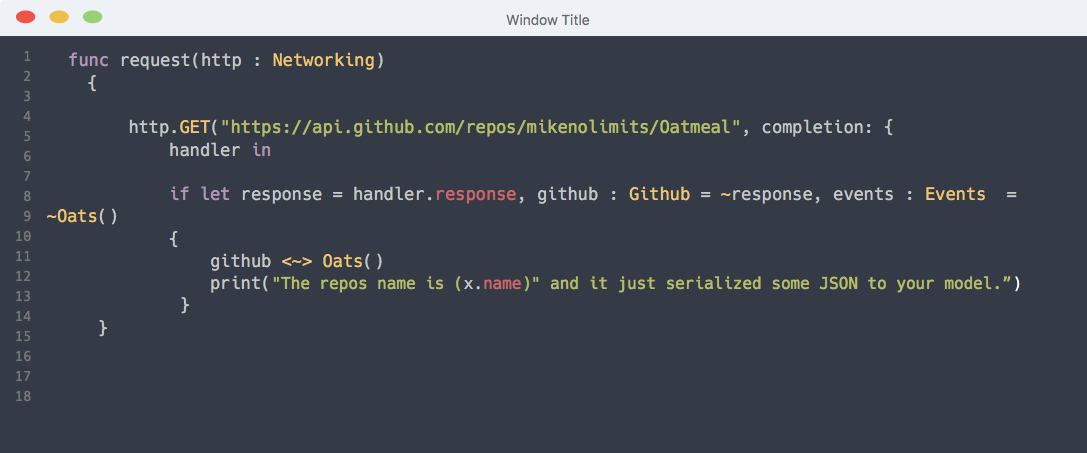 Window Title
1 func request(http : Networking)
2 {
3
4 http.GET("https://api.github.com/repos/mikenolimits/Oatmeal", completion: {
5
6 handler in
7
8 if let response = handler.response, github : Github = ~response, events : Events =
9 ~Oats()
10 {
11 github <~> Oats()
12 print("The repos name is (x.name)" and it just serialized some JSON to your model.”)
13 }
14 }
15
16
17
18